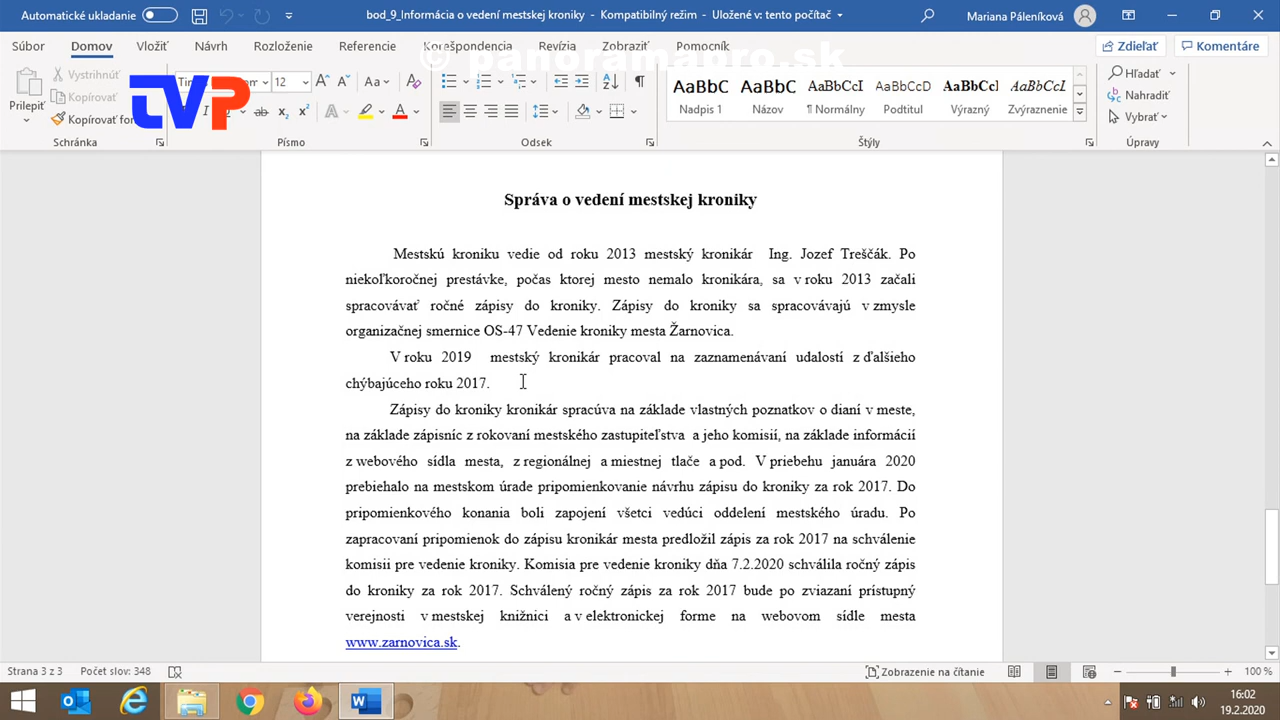 Automatické ukladanie
bod_9_Informácia o vedení mestskej kroniky - Kompatibilný režim - Uložené v: tento počítač
Mariana Páleníková
Súbor Domov Vložiť Návrh Rozloženie Referencie Korešpondencia Revízia Zobraziť Pomocník Zdieľať Komentáre
© panoramapro.sk
TVP
Prilepiť
Vystrihnúť
Kopírovať
Kopírovať for
Schránka
12
Písmo
Odsek
AaBbC AaBbC AaBbCcI AaBbCcD AaBbCcI AaBbCcL
Nadpis 1 Názov ¶ Normálny Podtitul Výrazný Zvýraznenie
Štýly
Hľadať
Nahradiť
Vybrať
Úpravy
Správa o vedení mestskej kroniky
Mestskú kroniku vedie od roku 2013 mestský kronikár Ing. Jozef Treščák. Po
niekoľkoročnej prestávke, počas ktorej mesto nemalo kronikára, sa v roku 2013 začali
spracovávať ročné zápisy do kroniky. Zápisy do kroniky sa spracovávajú v zmysle
organizačnej smernice OS-47 Vedenie kroniky mesta Žarnovica.
V roku 2019 mestský kronikár pracoval na zaznamenávaní udalostí z ďalšieho
chýbajúceho roku 2017.
Zápisy do kroniky kronikár spracúva na základe vlastných poznatkov o dianí v meste,
na základe zápisníc z rokovaní mestského zastupiteľstva a jeho komisií, na základe informácií
z webového sídla mesta, z regionálnej a miestnej tlače a pod. V priebehu januára 2020
prebiehalo na mestskom úrade pripomienkovanie návrhu zápisu do kroniky za rok 2017. Do
pripomienkového konania boli zapojení všetci vedúci oddelení mestského úradu. Po
zapracovaní pripomienok do zápisu kronikár mesta predložil zápis za rok 2017 na schválenie
komisii pre vedenie kroniky. Komisia pre vedenie kroniky dňa 7.2.2020 schválila ročný zápis
do kroniky za rok 2017. Schválený ročný zápis za rok 2017 bude po zviazaní prístupný
verejnosti v mestskej knižnici a v elektronickej forme na webovom sídle mesta
www.zarnovica.sk.
Strana 3 z 3 Počet slov: 348 Zobrazenie na čítanie 100 %
16:02
19.2.2020